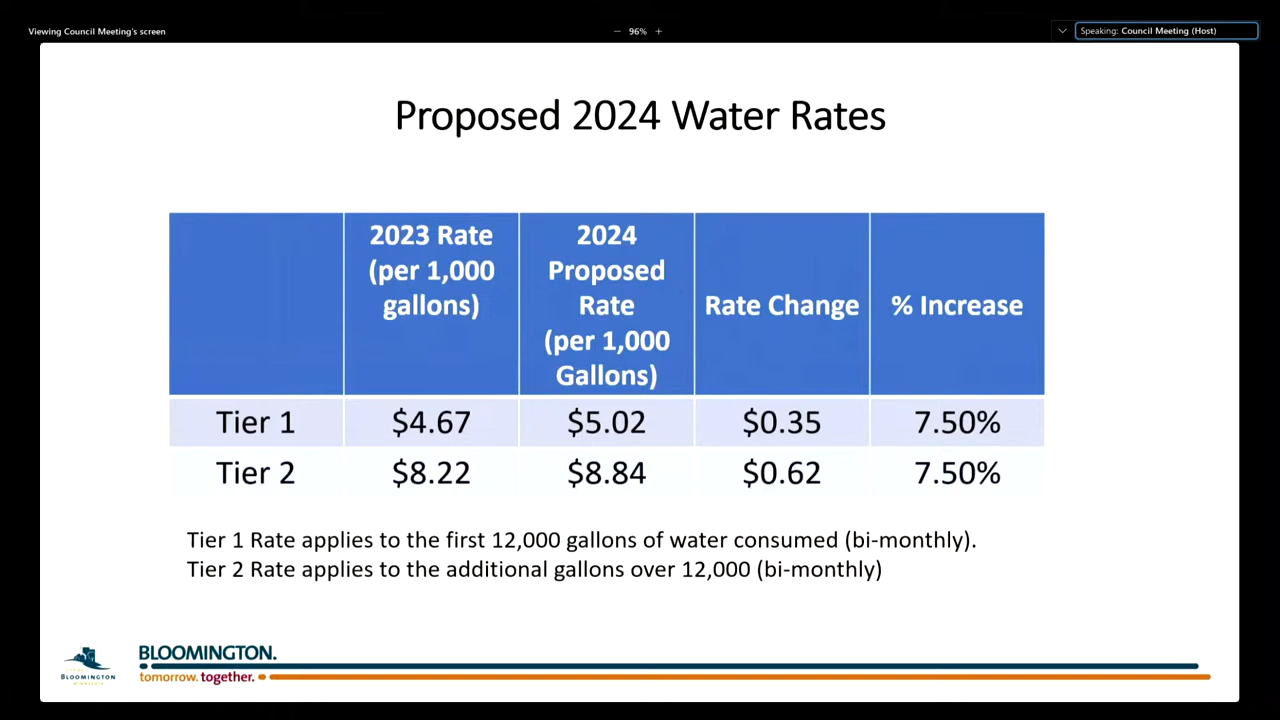 Viewing Council Meeting's screen
− 96% +
Speaking: Council Meeting (Host)
Proposed 2024 Water Rates
2023 Rate
(per 1,000
gallons)
2024
Proposed
Rate
(per 1,000
Gallons)
Rate Change
% Increase
Tier 1 $4.67 $5.02 $0.35 7.50%
Tier 2 $8.22 $8.84 $0.62 7.50%
Tier 1 Rate applies to the first 12,000 gallons of water consumed (bi-monthly).
Tier 2 Rate applies to the additional gallons over 12,000 (bi-monthly)
BLOOMINGTON
BLOOMINGTON.
tomorrow. together.